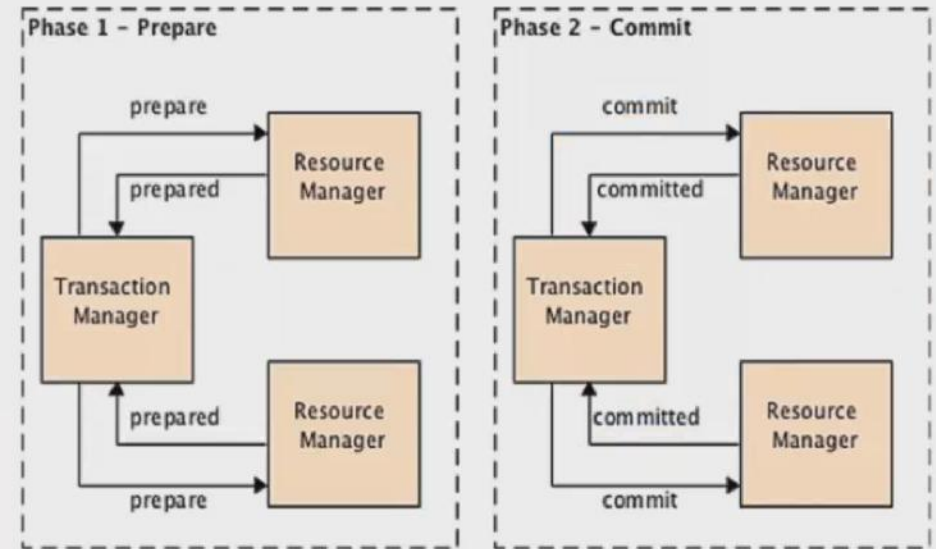 Phase 1 - Prepare
prepare
Resource
Manager
prepared
Transaction
Manager
prepared
Resource
Manager
prepare
Phase 2 - Commit
commit
Resource
Manager
committed
Transaction
Manager
committed
Resource
Manager
commit